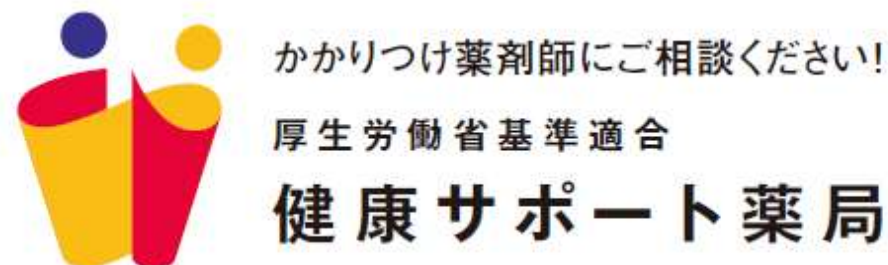 かかりつけ薬剤師にご相談ください!
厚生労働省基準適合
健康サポート薬局